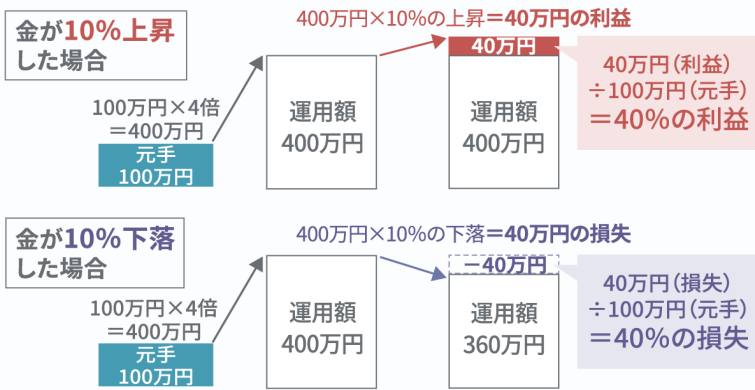 金が10%上昇
した場合
400万円×10%の上昇＝40万円の利益
100万円×4倍
＝400万円
元手
100万円
運用額
400万円
40万円
運用額
400万円
40万円（利益）
÷100万円（元手）
＝40％の利益
金が10%下落
した場合
400万円×10%の下落＝40万円の損失
100万円×4倍
＝400万円
元手
100万円
運用額
400万円
－40万円
運用額
360万円
40万円（損失）
÷100万円（元手）
＝40％の損失